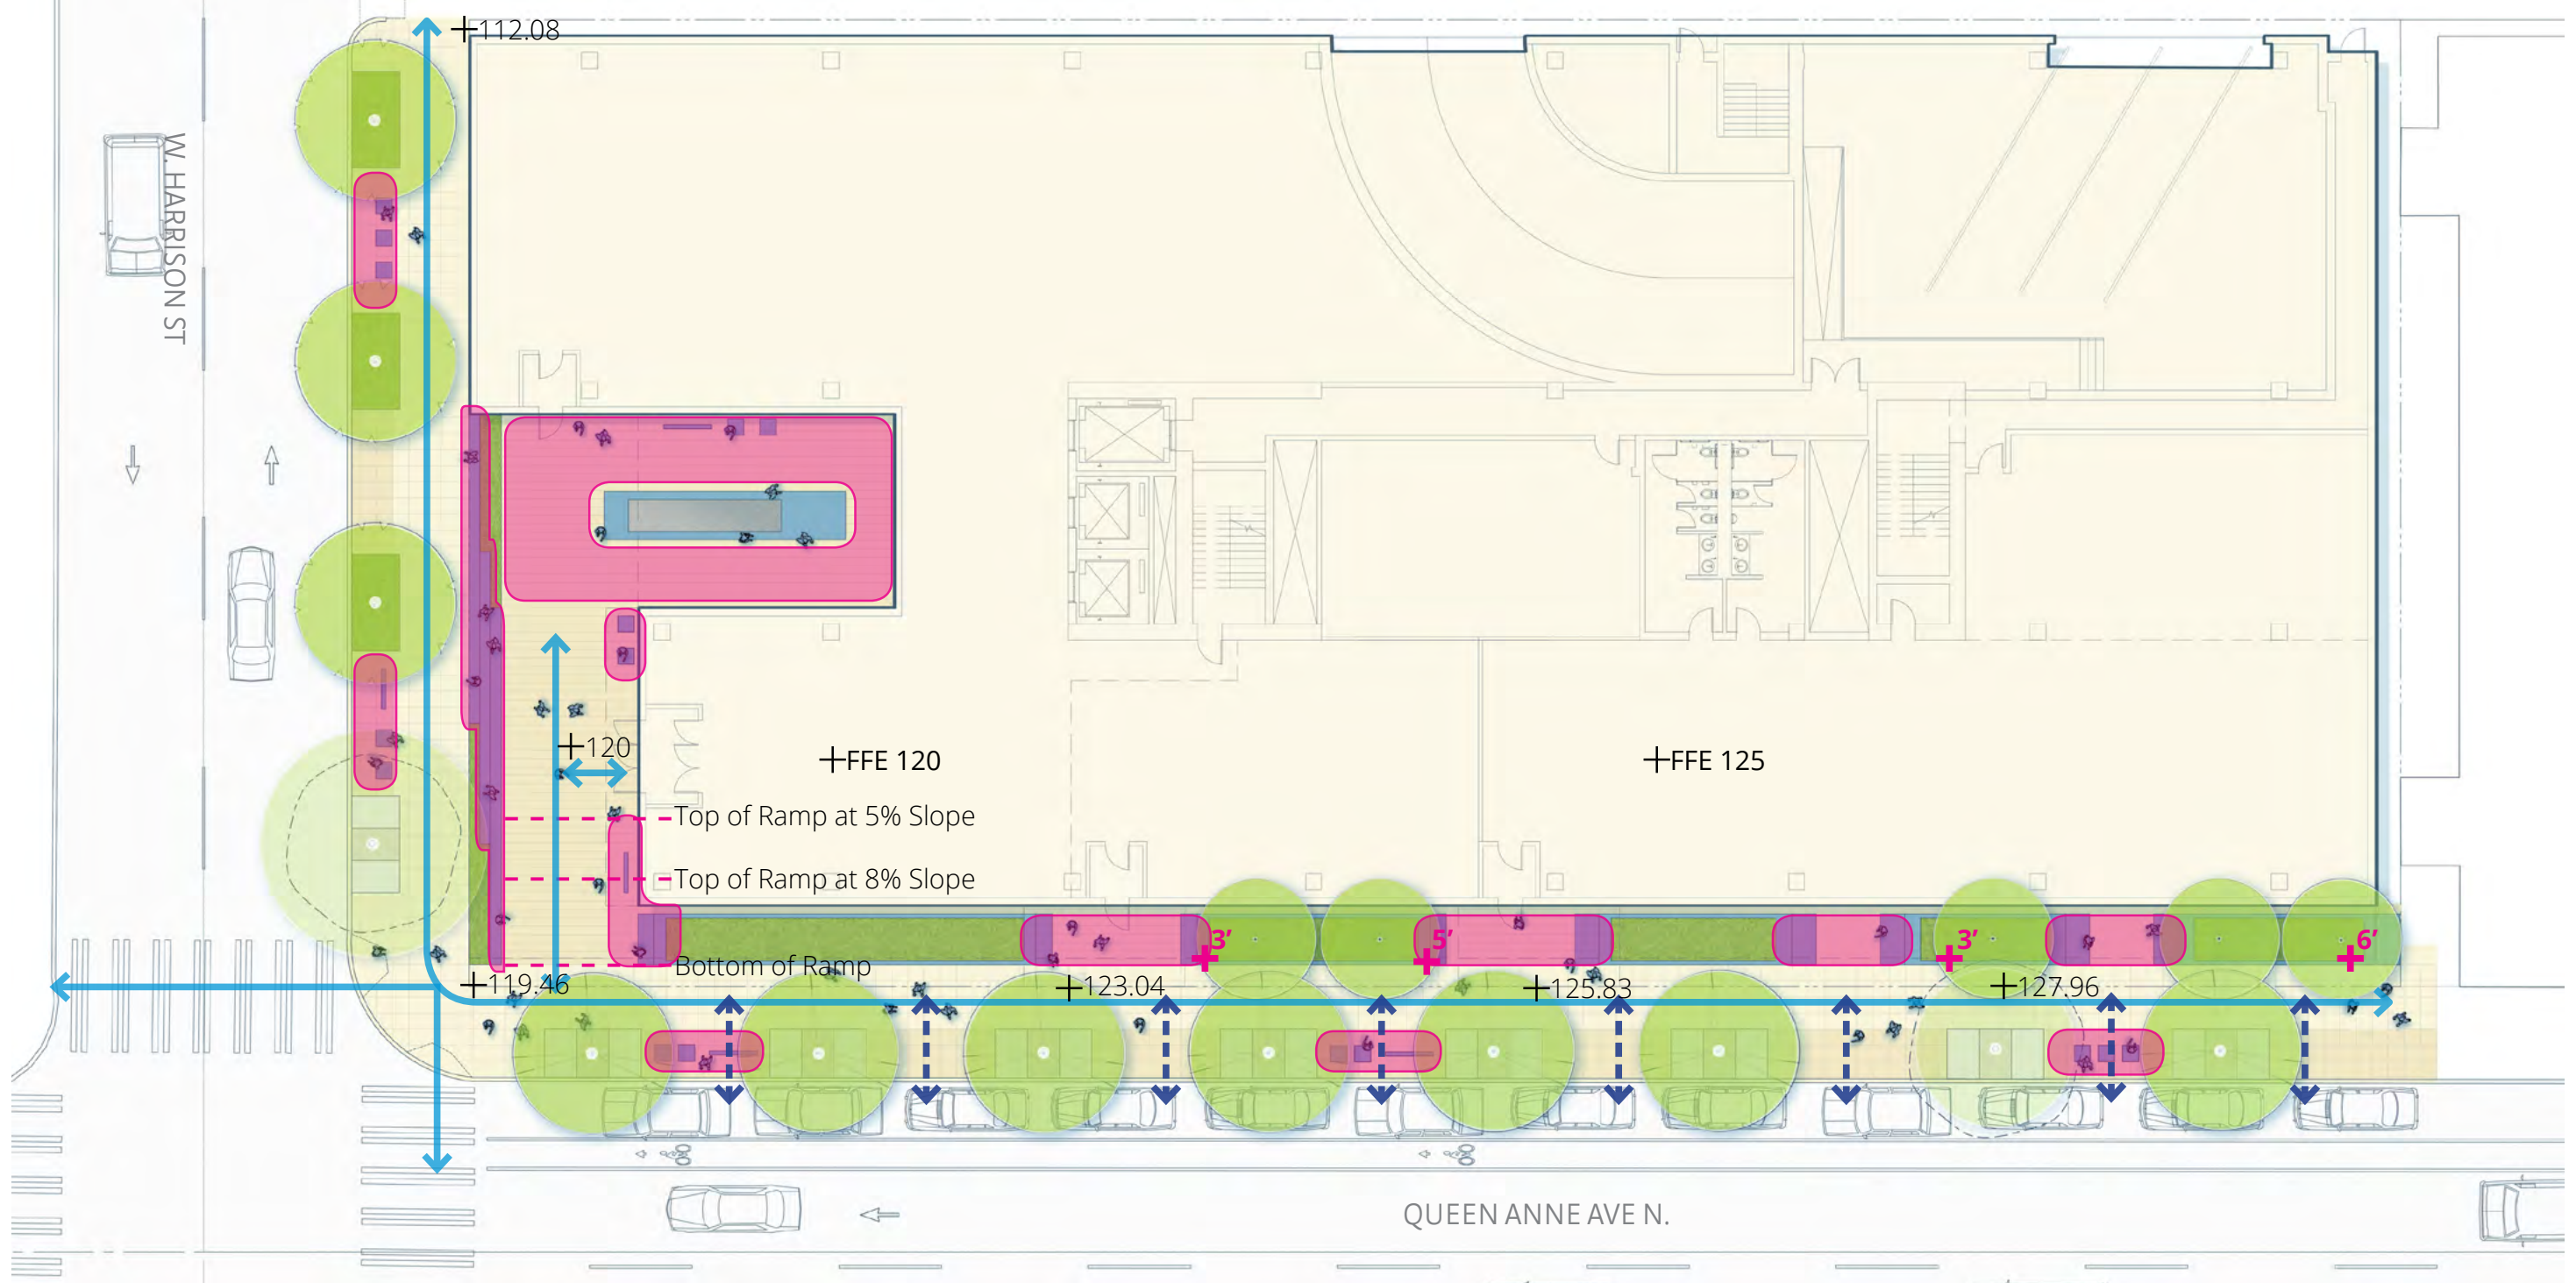 112.08
W. HARRISON ST
120
FFE 120
FFE 125
Top of Ramp at 5% Slope
Top of Ramp at 8% Slope
3’
5’
3’
6’
Bottom of Ramp
119.46
123.04
125.83
127.96
QUEEN ANNE AVE N.